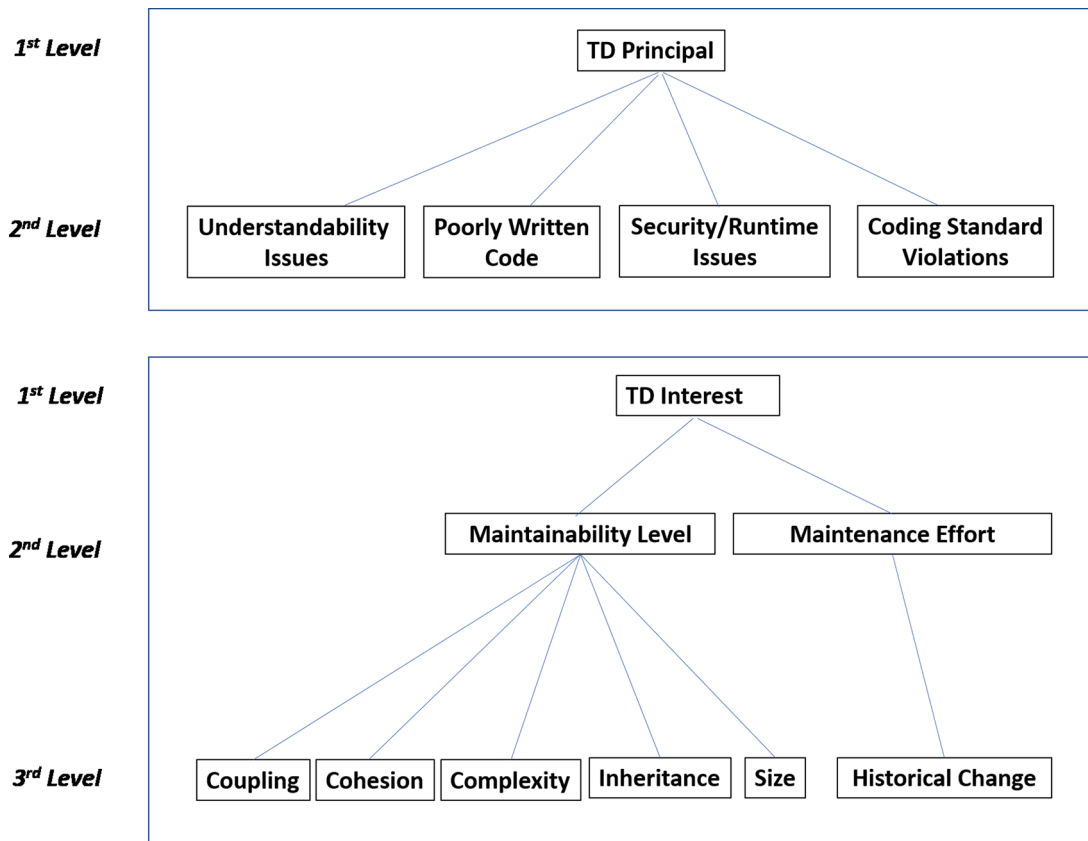 1st Level
TD Principal
2nd Level
Understandability
Issues
Poorly Written
Code
Security/Runtime
Issues
Coding Standard
Violations
1st Level
TD Interest
2nd Level
Maintainability Level
Maintenance Effort
3rd Level
Coupling
Cohesion
Complexity
Inheritance
Size
Historical Change